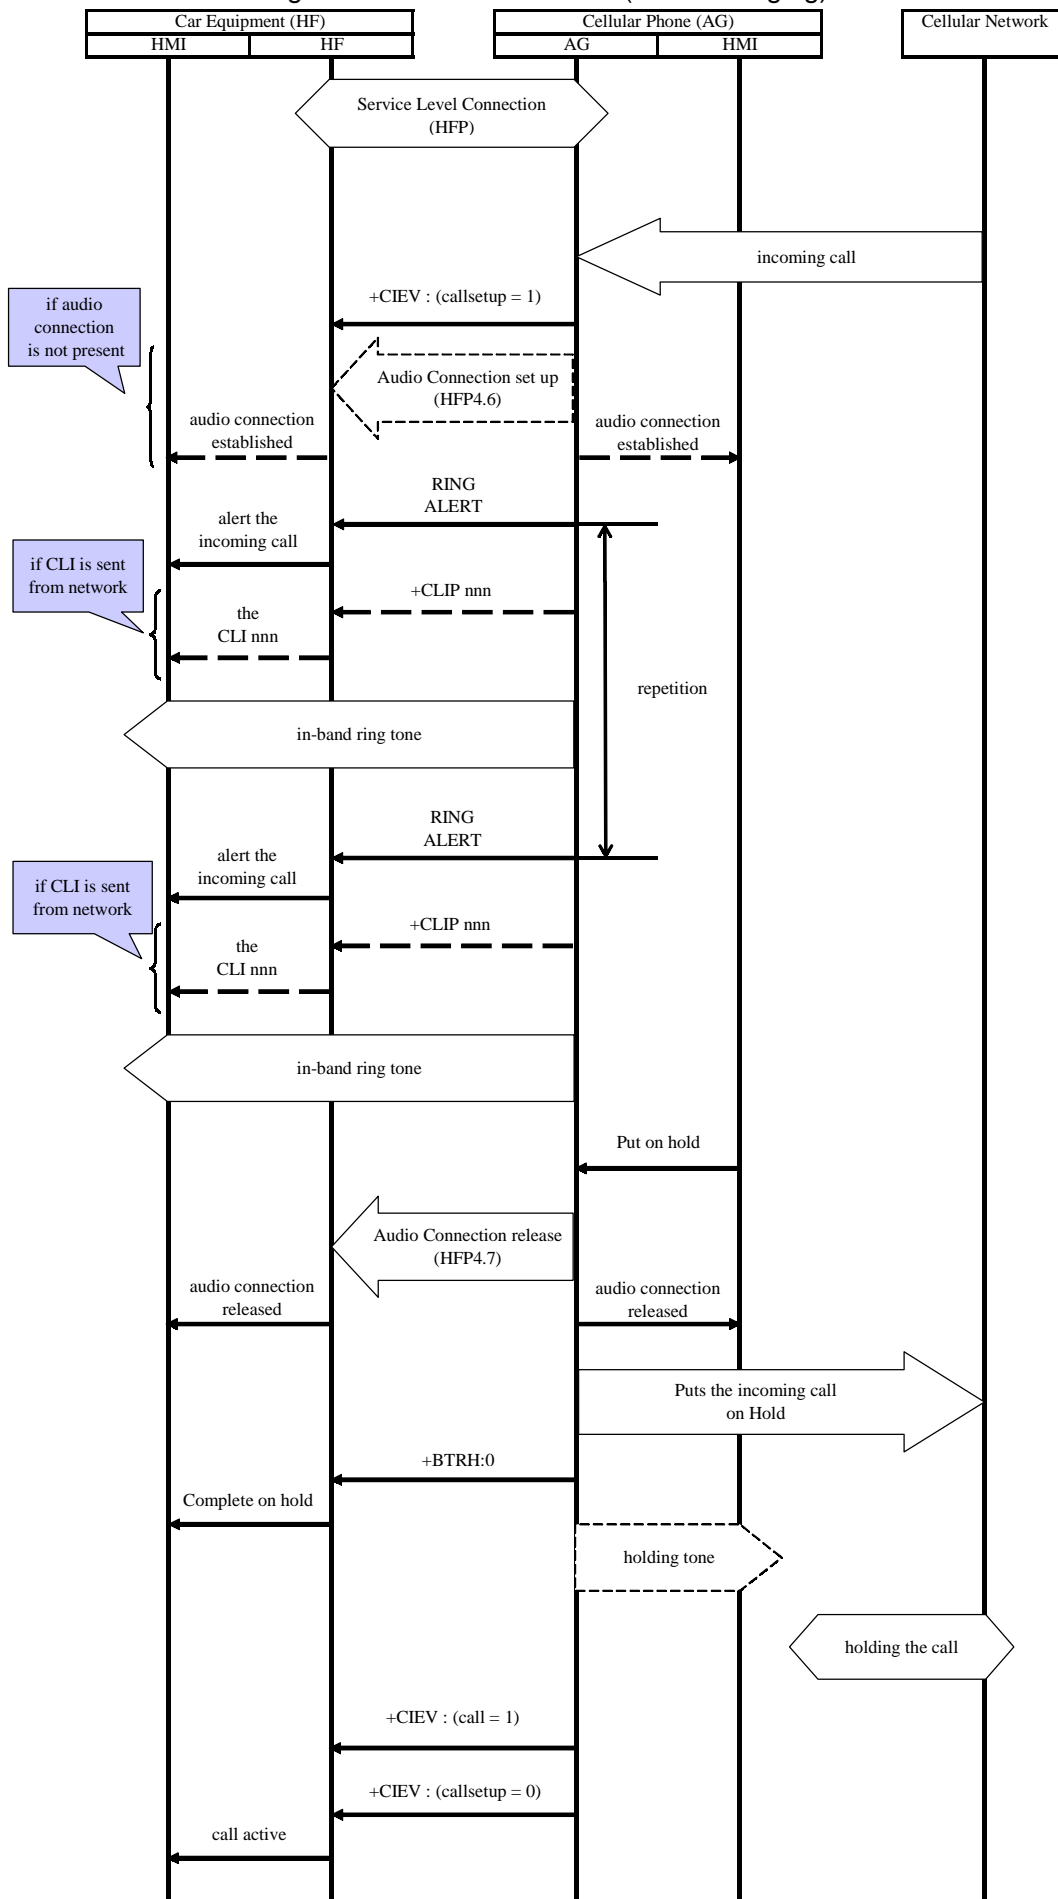 Car Equipment (HF)
Cellular Phone (AG)
Cellular Network
HMI
HF
AG
HMI
Service Level Connection
(HFP)
incoming call
+CIEV : (callsetup = 1)
if audio
connection
is not present
Audio Connection set up
(HFP4.6)
audio connection
established
audio connection
established
RING
ALERT
alert the
incoming call
if CLI is sent
from network
+CLIP nnn
the
CLI nnn
repetition
in-band ring tone
RING
ALERT
alert the
incoming call
if CLI is sent
from network
+CLIP nnn
the
CLI nnn
in-band ring tone
Put on hold
Audio Connection release
(HFP4.7)
audio connection
released
audio connection
released
Puts the incoming call
on Hold
+BTRH:0
Complete on hold
holding tone
holding the call
+CIEV : (call = 1)
+CIEV : (callsetup = 0)
call active